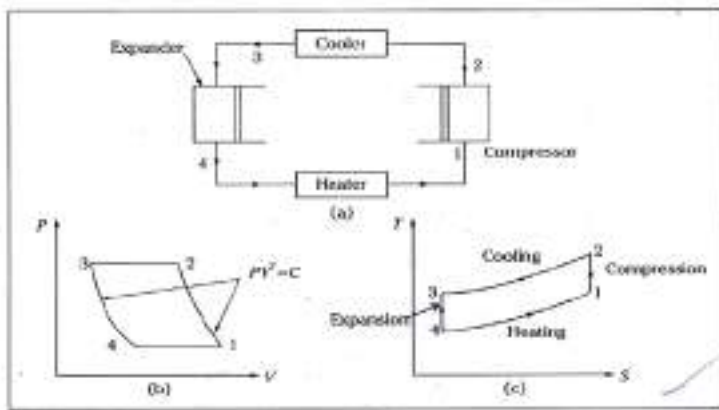 Expander
Cooler
3
2
4
1
Compressor
Heater
(a)
P
3
2
PVᵞ=C
4
1
(b)
V
T
2
Cooling
Compression
3
1
Expansion
4
Heating
(c)
S